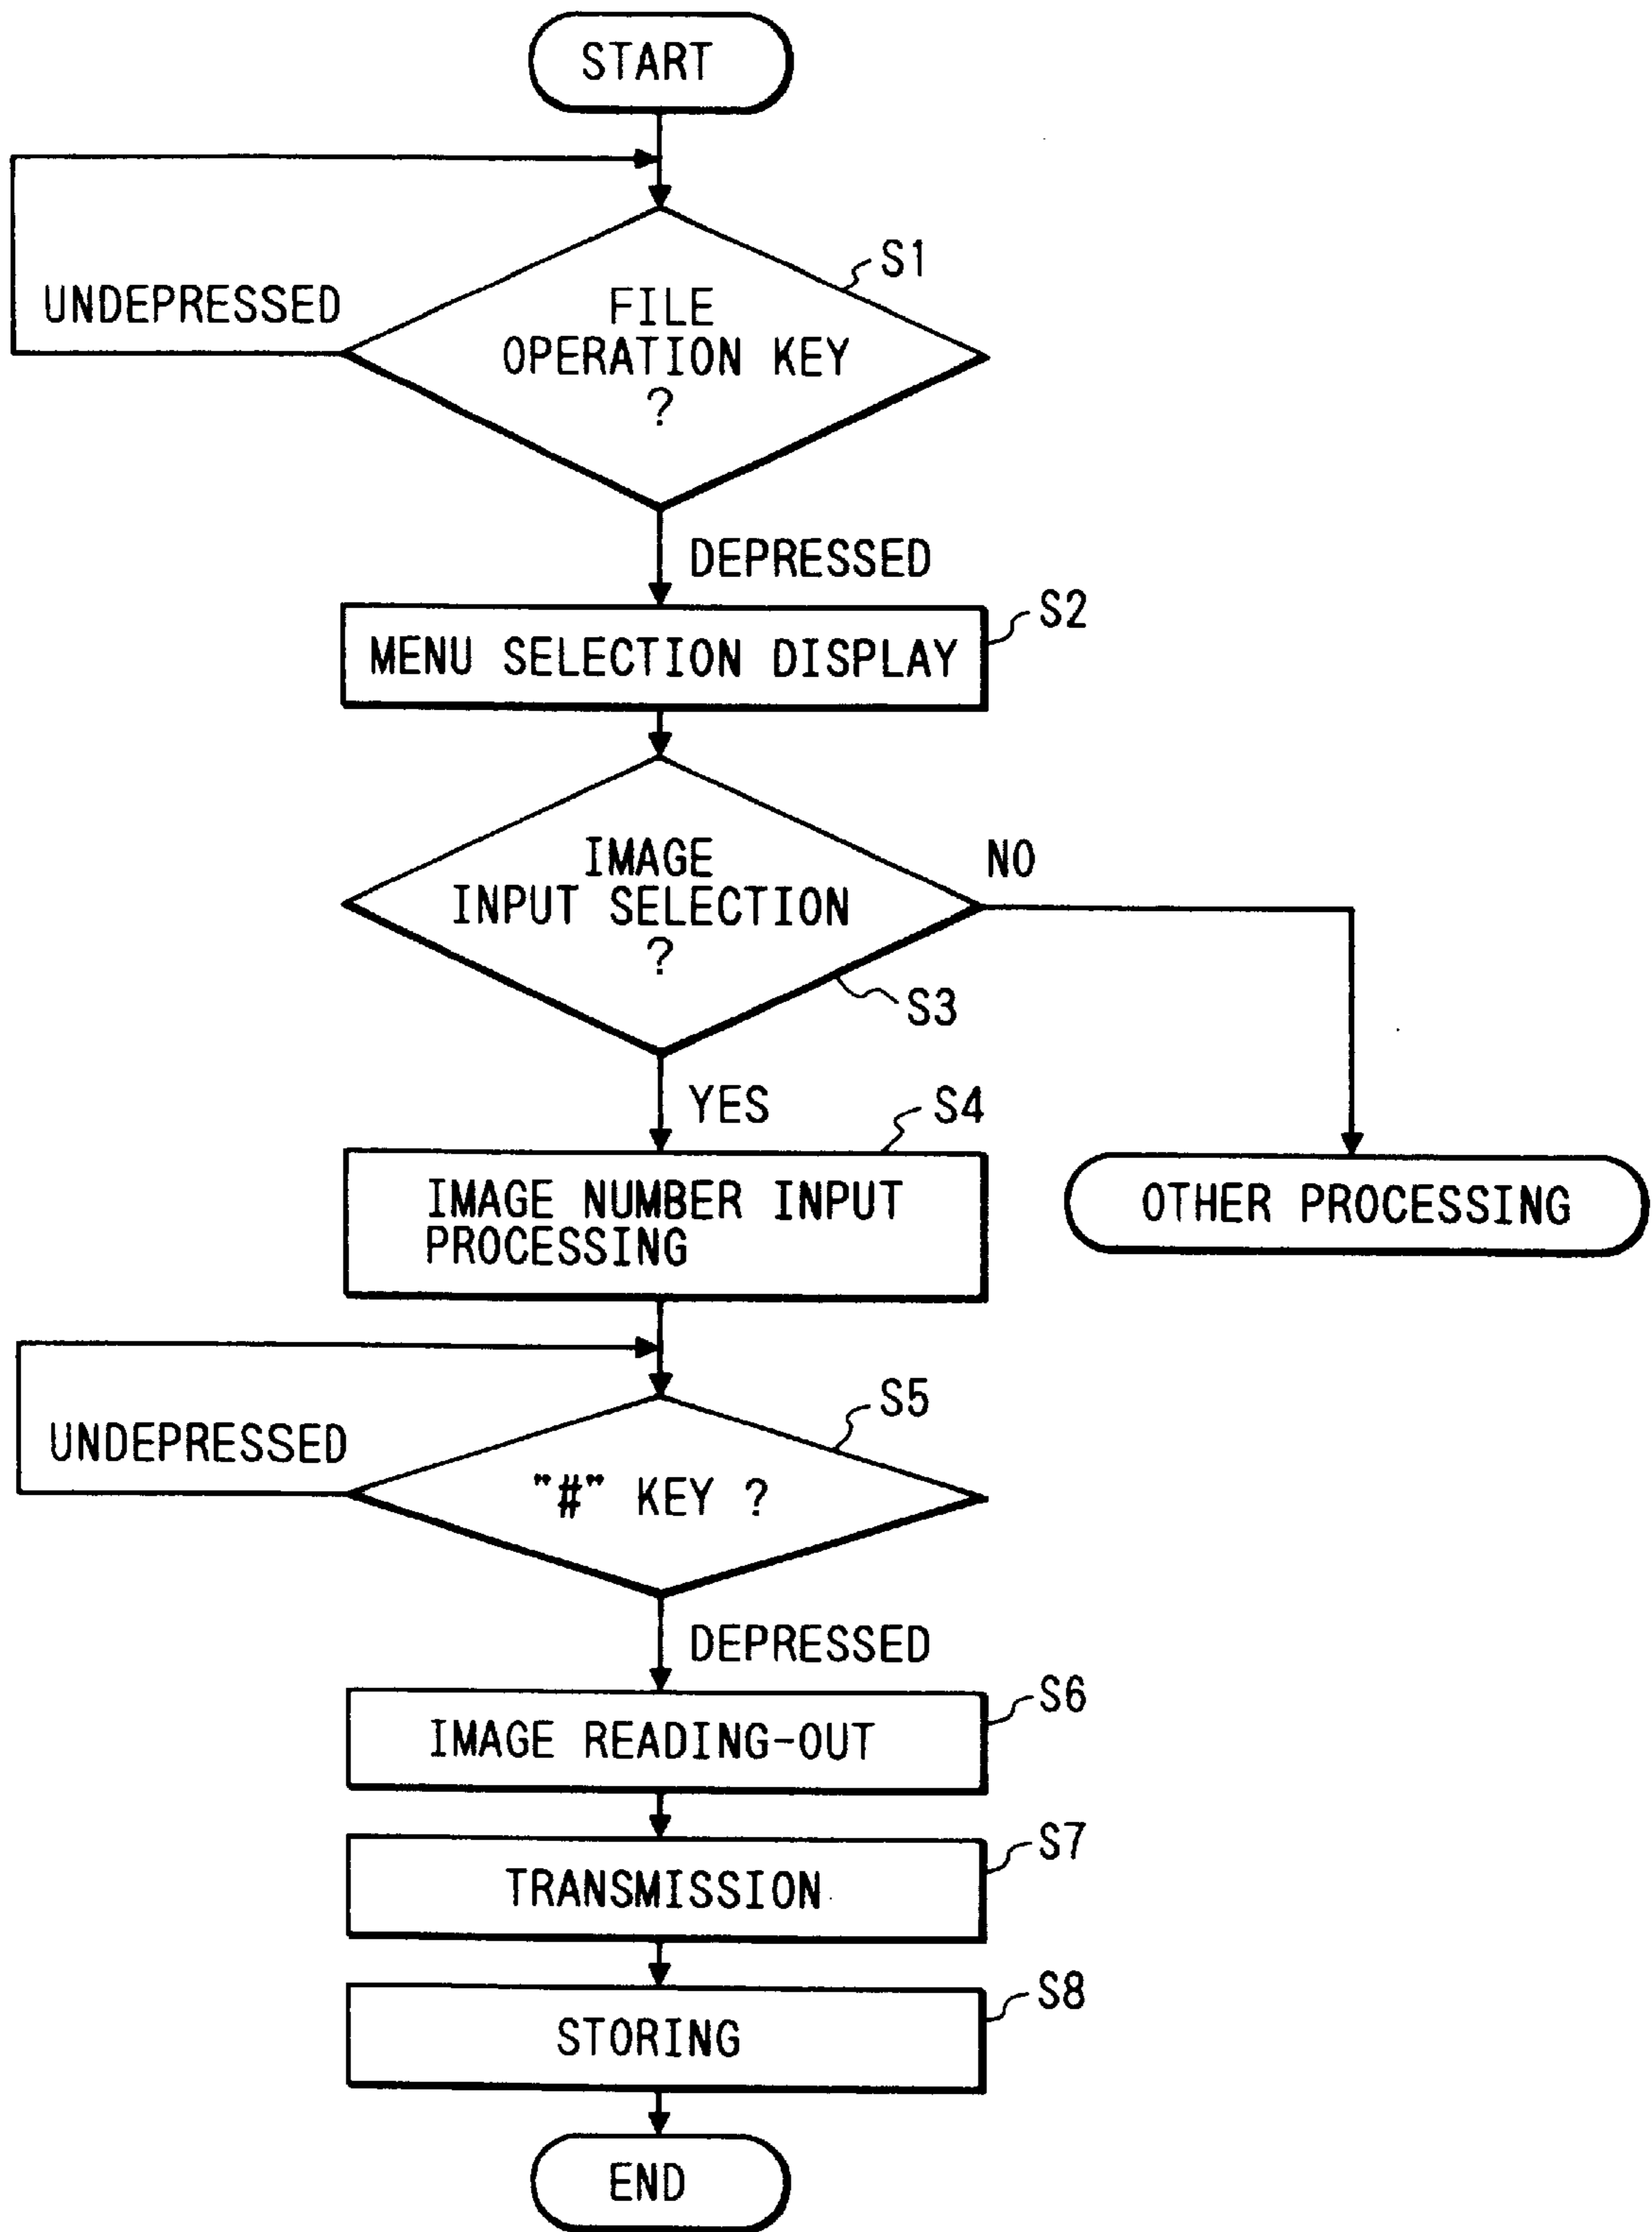 START
S1
UNDEPRESSED
FILE
OPERATION KEY
?
DEPRESSED
S2
MENU SELECTION DISPLAY
IMAGE
INPUT SELECTION
?
NO
S3
YES
S4
IMAGE NUMBER INPUT
PROCESSING
OTHER PROCESSING
S5
UNDEPRESSED
"#" KEY ?
DEPRESSED
S6
IMAGE READING-OUT
S7
TRANSMISSION
S8
STORING
END